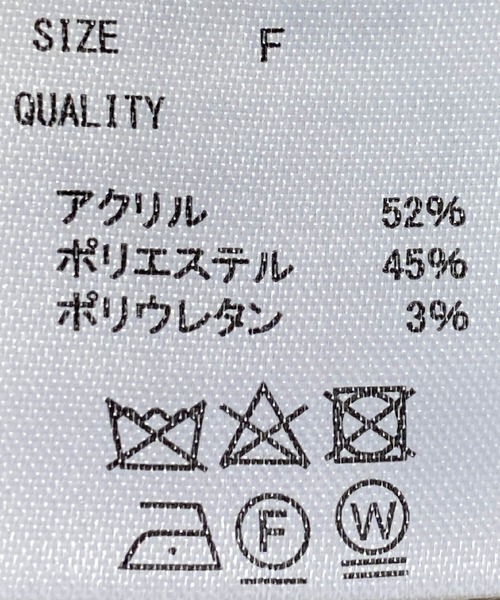 SIZE F
QUALITY
アクリル 52%
ポリエステル 45%
ポリウレタン 3%
F W